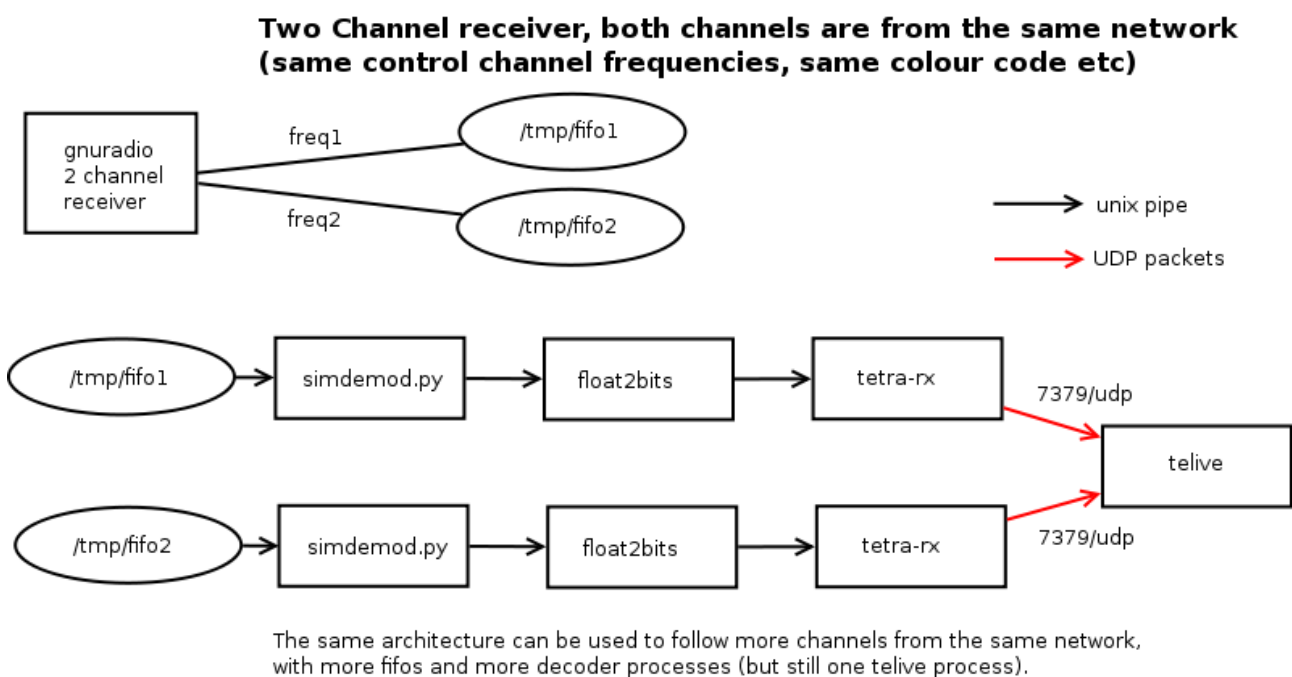 Two Channel receiver, both channels are from the same network
(same control channel frequencies, same colour code etc)
gnuradio
2 channel
receiver
freq1
/tmp/fifo1
freq2
/tmp/fifo2
unix pipe
UDP packets
/tmp/fifo1
simdemod.py
float2bits
tetra-rx
7379/udp
telive
/tmp/fifo2
simdemod.py
float2bits
tetra-rx
7379/udp
The same architecture can be used to follow more channels from the same network,
with more fifos and more decoder processes (but still one telive process).